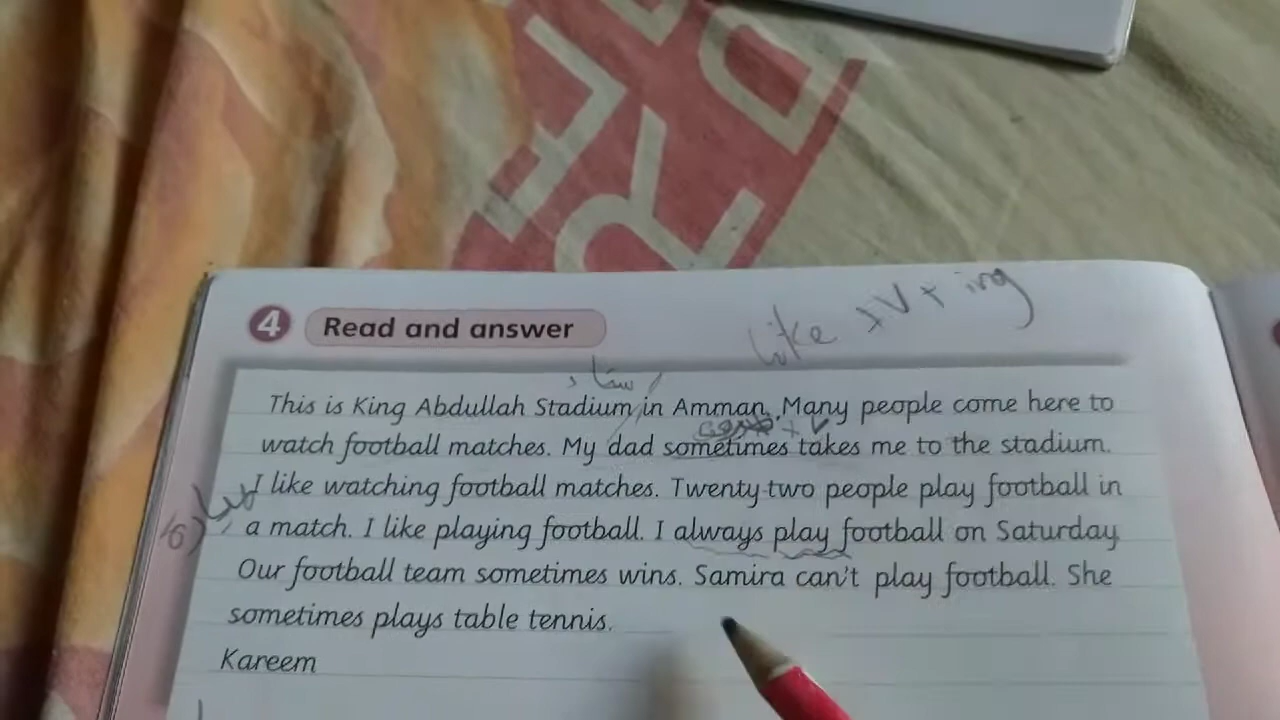 4 Read and answer
like + V + ing
ستاد
This is King Abdullah Stadium in Amman. Many people come here to
+ V
watch football matches. My dad sometimes takes me to the stadium.
I like watching football matches. Twenty-two people play football in
a match. I like playing football. I always play football on Saturday.
Our football team sometimes wins. Samira can't play football. She
sometimes plays table tennis.
Kareem